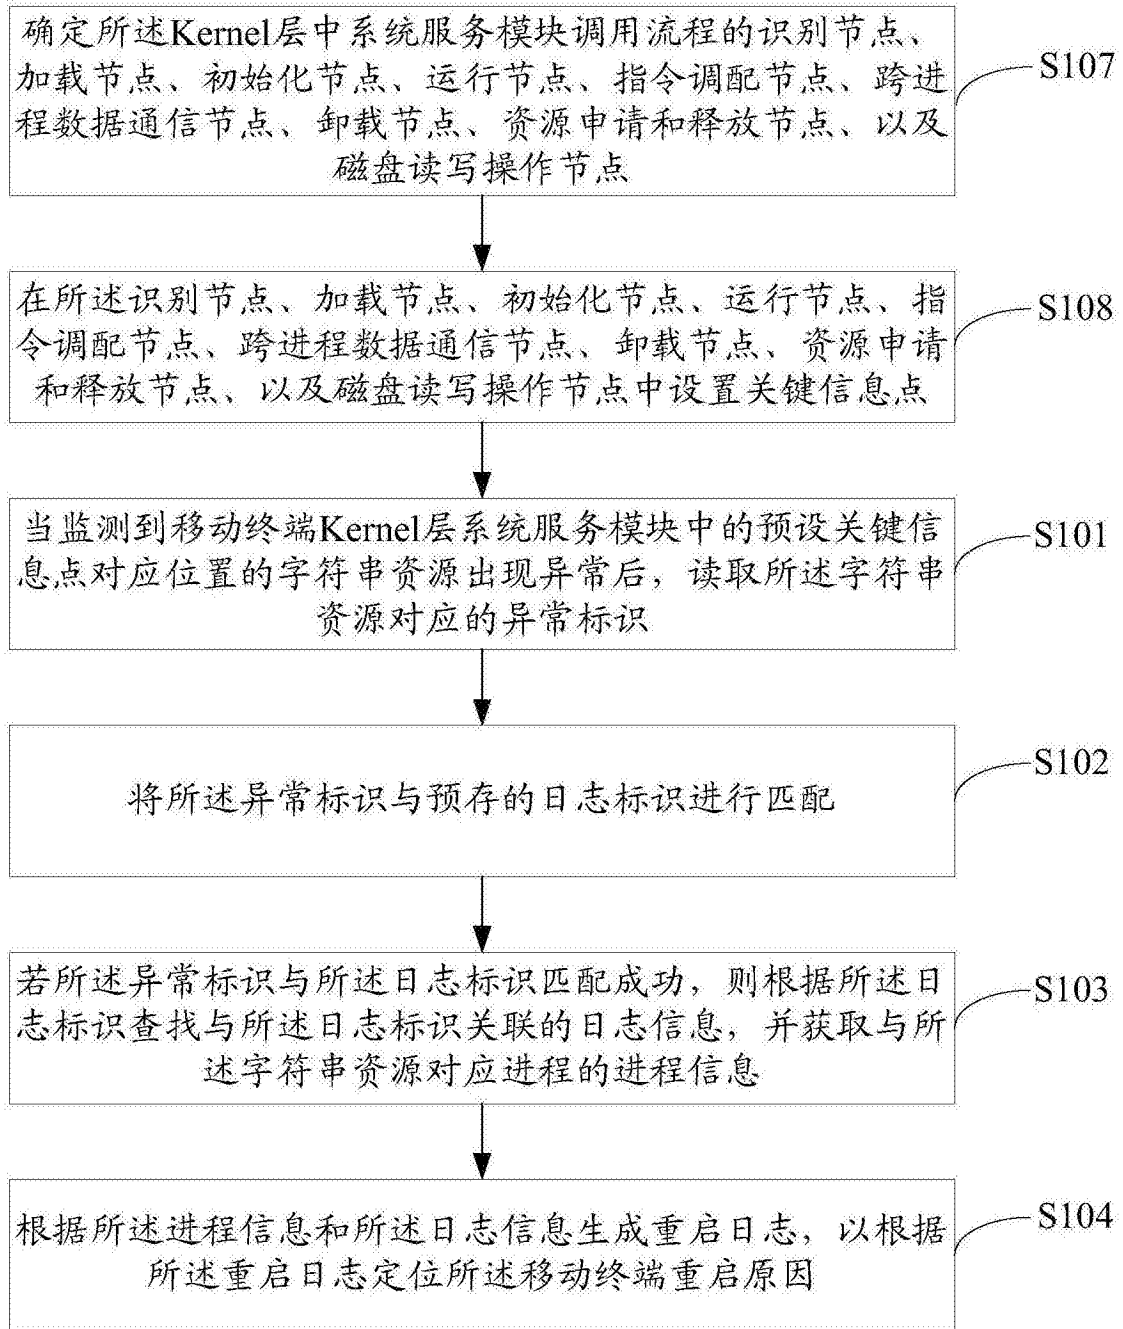 确定所述Kernel层中系统服务模块调用流程的识别节点、
加载节点、初始化节点、运行节点、指令调配节点、跨进
程数据通信节点、卸载节点、资源申请和释放节点、以及
磁盘读写操作节点
S107
在所述识别节点、加载节点、初始化节点、运行节点、指
令调配节点、跨进程数据通信节点、卸载节点、资源申请
和释放节点、以及磁盘读写操作节点中设置关键信息点
S108
当监测到移动终端Kernel层系统服务模块中的预设关键信
息点对应位置的字符串资源出现异常后，读取所述字符串
资源对应的异常标识
S101
将所述异常标识与预存的日志标识进行匹配
S102
若所述异常标识与所述日志标识匹配成功，则根据所述日
志标识查找与所述日志标识关联的日志信息，并获取与所
述字符串资源对应进程的进程信息
S103
根据所述进程信息和所述日志信息生成重启日志，以根据
所述重启日志定位所述移动终端重启原因
S104